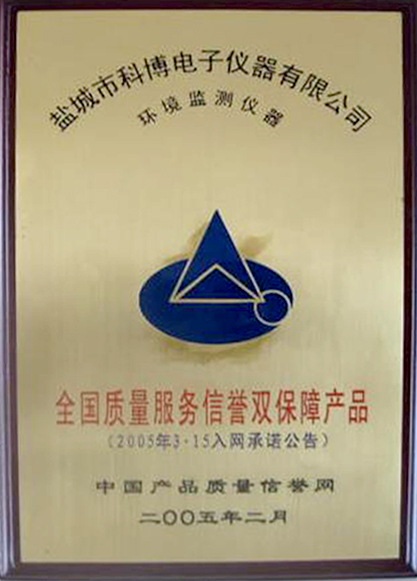 盐城市科博电子仪器有限公司
环境监测仪器
全国质量服务信誉双保障产品
（2005年3·15入网承诺公告）
中国产品质量信誉网
二〇〇五年二月